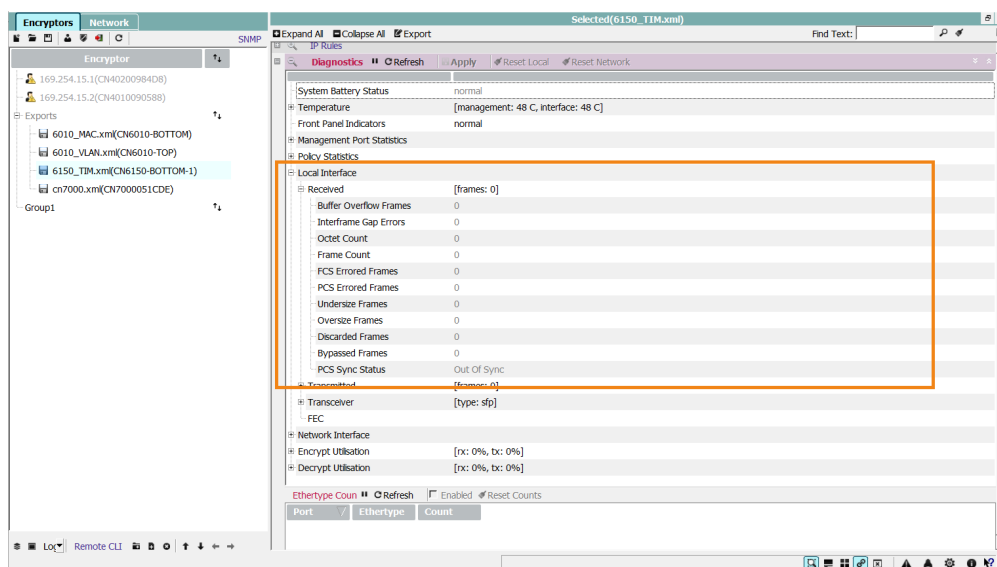 Selected(6150_TIM.xml)
Encryptors Network
SNMP
Expand All Collapse All Export Find Text:
IP Rules
Encryptor
Diagnostics Refresh Apply Reset Local Reset Network
169.254.15.1(CN40200984D8)
169.254.15.2(CN4010090588)
Exports
6010_MAC.xml(CN6010-BOTTOM)
6010_VLAN.xml(CN6010-TOP)
6150_TIM.xml(CN6150-BOTTOM-1)
cn7000.xml(CN7000051CDE)
Group1
System Battery Status normal
Temperature [management: 48 C, interface: 48 C]
Front Panel Indicators normal
Management Port Statistics
Policy Statistics
Local Interface
Received [frames: 0]
Buffer Overflow Frames 0
Interframe Gap Errors 0
Octet Count 0
Frame Count 0
FCS Errored Frames 0
PCS Errored Frames 0
Undersize Frames 0
Oversize Frames 0
Discarded Frames 0
Bypassed Frames 0
PCS Sync Status Out Of Sync
Transmitted [frames: 0]
Transceiver [type: sfp]
FEC
Network Interface
Encrypt Utilisation [rx: 0%, tx: 0%]
Decrypt Utilisation [rx: 0%, tx: 0%]
Ethertype Coun Refresh Enabled Reset Counts
Port Ethertype Count
Remote CLI